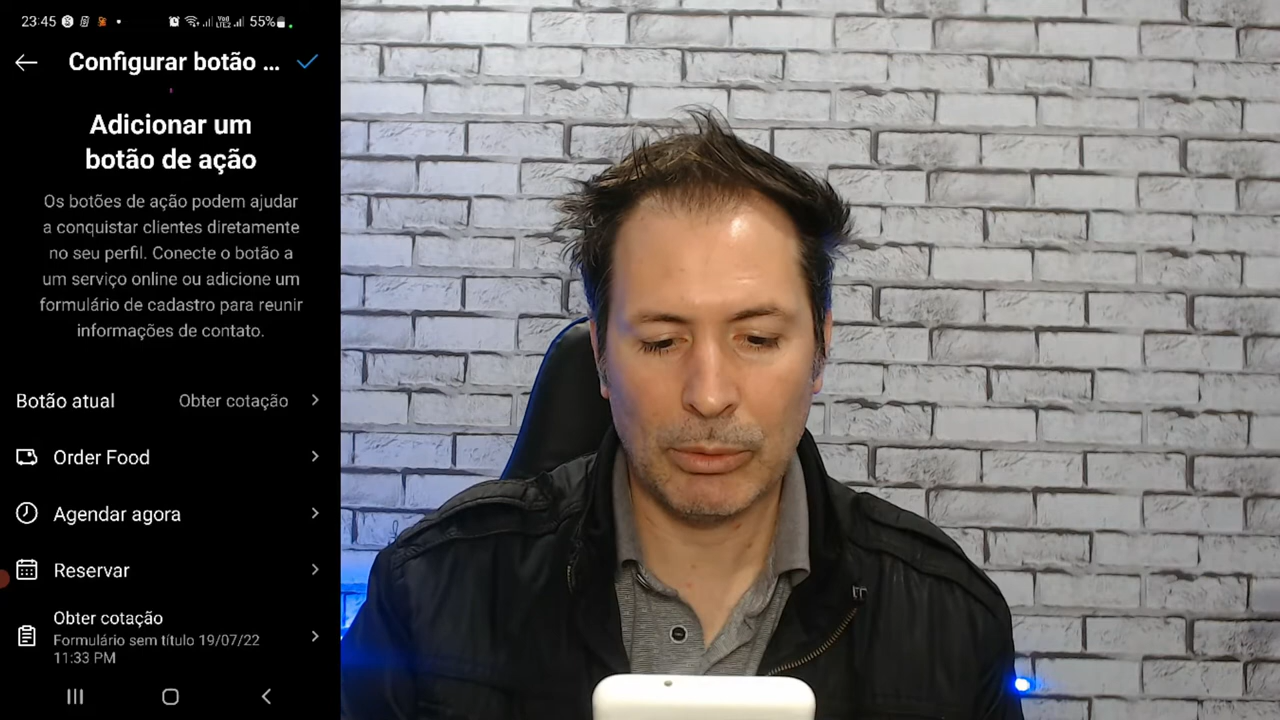 23:45 55%
Configurar botão ...
Adicionar um
botão de ação
Os botões de ação podem ajudar
a conquistar clientes diretamente
no seu perfil. Conecte o botão a
um serviço online ou adicione um
formulário de cadastro para reunir
informações de contato.
Botão atual Obter cotação
Order Food
Agendar agora
Reservar
Obter cotação
Formulário sem título 19/07/22
11:33 PM